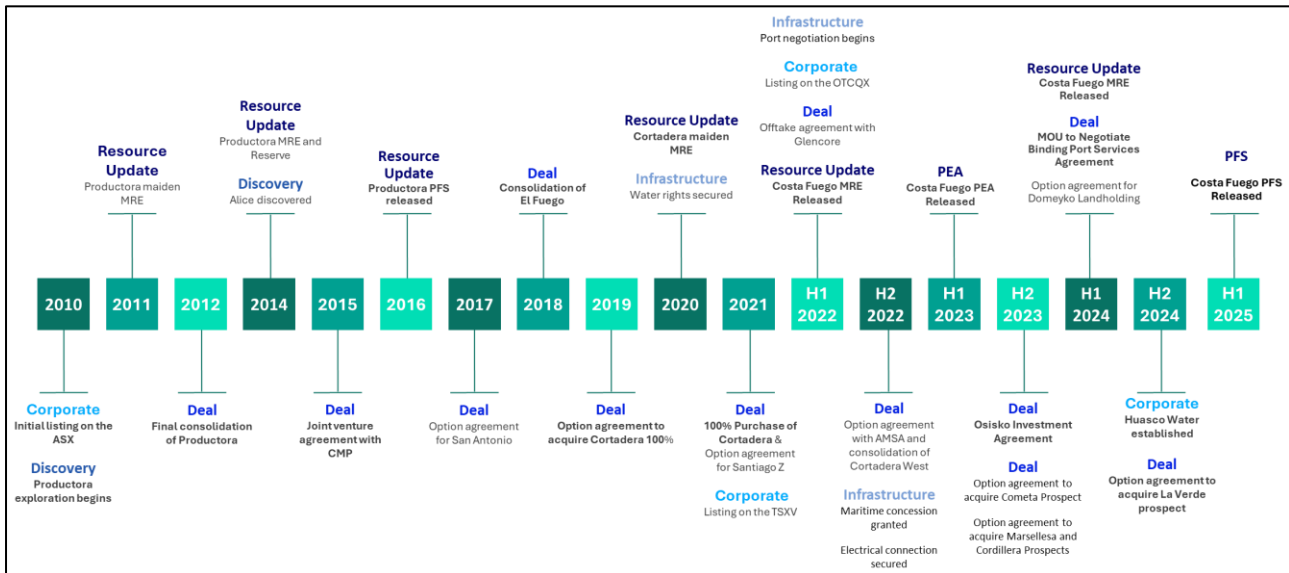 Infrastructure
Port negotiation begins
Corporate
Listing on the OTCQX
Deal
Offtake agreement with
Glencore
Resource Update
Costa Fuego MRE
Released
Resource
Update
Productora maiden
MRE
Resource
Update
Productora MRE and
Reserve
Discovery
Alice discovered
Resource
Update
Productora PFS
released
Deal
Consolidation of
El Fuego
Resource Update
Cortadera maiden
MRE
Infrastructure
Water rights secured
PEA
Costa Fuego PEA
Released
Resource Update
Costa Fuego MRE
Released
Deal
MOU to Negotiate
Binding Port Services
Agreement
Option agreement for
Domeyko Landholding
PFS
Costa Fuego PFS
Released
2010
2011
2012
2014
2015
2016
2017
2018
2019
2020
2021
H1
2022
H2
2022
H1
2023
H2
2023
H1
2024
H2
2024
H1
2025
Corporate
Initial listing on the
ASX
Discovery
Productora
exploration begins
Deal
Final consolidation
of Productora
Deal
Joint venture
agreement with
CMP
Deal
Option agreement
for San Antonio
Deal
Option agreement to
acquire Cortadera 100%
Deal
100% Purchase of
Cortadera &
Option agreement
for Santiago Z
Corporate
Listing on the TSXV
Deal
Option agreement
with AMSA and
consolidation of
Cortadera West
Infrastructure
Maritime concession
granted
Electrical connection
secured
Deal
Osisko Investment
Agreement
Deal
Option agreement to
acquire Cometa Prospect
Option agreement to
acquire Marsellesa and
Cordillera Prospects
Corporate
Huasco Water
established
Deal
Option agreement to
acquire La Verde
prospect